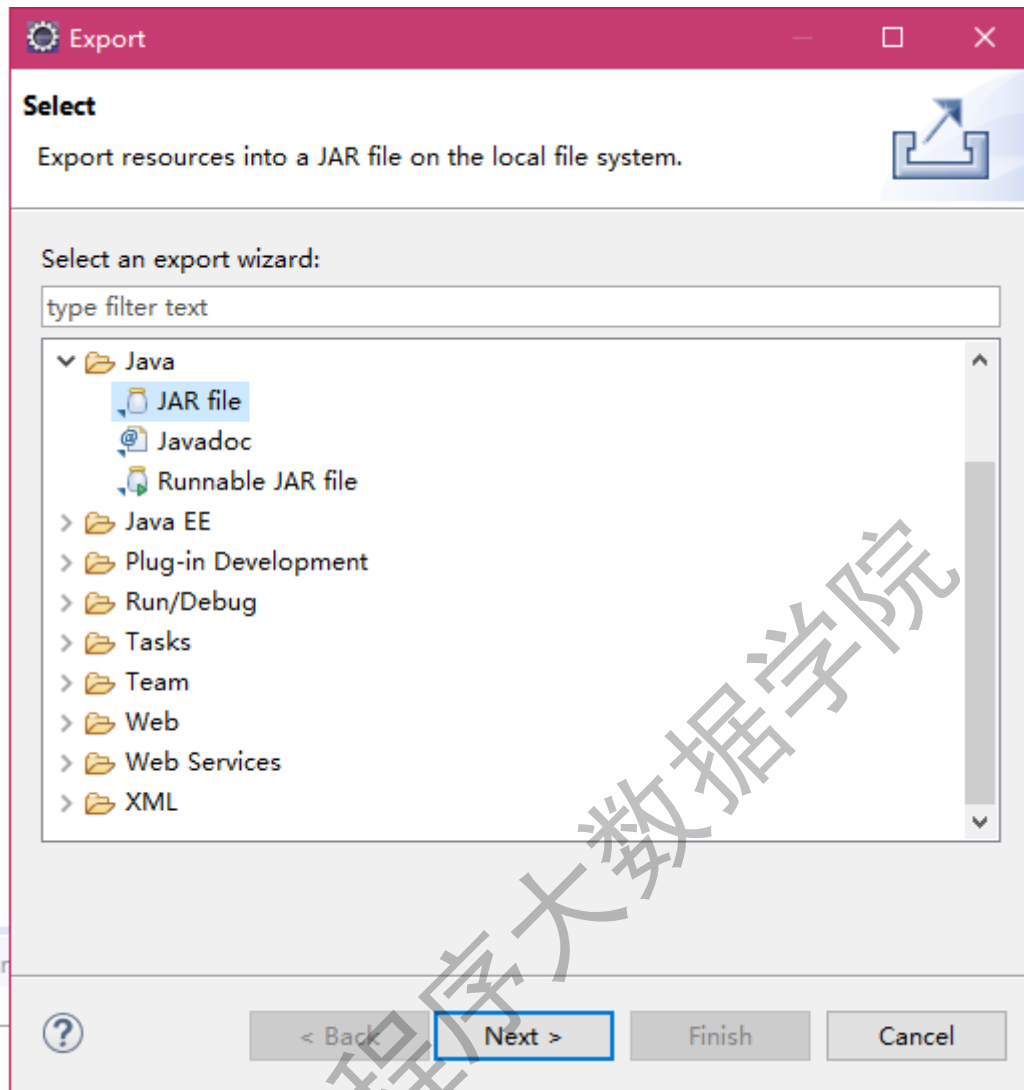 Export
Select
Export resources into a JAR file on the local file system.
Select an export wizard:
type filter text
Java
JAR file
Javadoc
Runnable JAR file
Java EE
Plug-in Development
Run/Debug
Tasks
Team
Web
Web Services
XML
< Back
Next >
Finish
Cancel
程序大数据学院